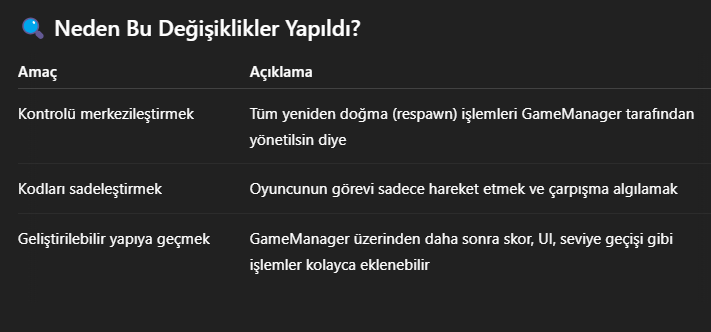 🔍 Neden Bu Değişiklikler Yapıldı?
Amaç Açıklama
Kontrolü merkezileştirmek Tüm yeniden doğma (respawn) işlemleri GameManager tarafından
yönetilsin diye
Kodları sadeleştirmek Oyuncunun görevi sadece hareket etmek ve çarpışma algılamak
Geliştirilebilir yapıya geçmek GameManager üzerinden daha sonra skor, UI, seviye geçişi gibi
işlemler kolayca eklenebilir